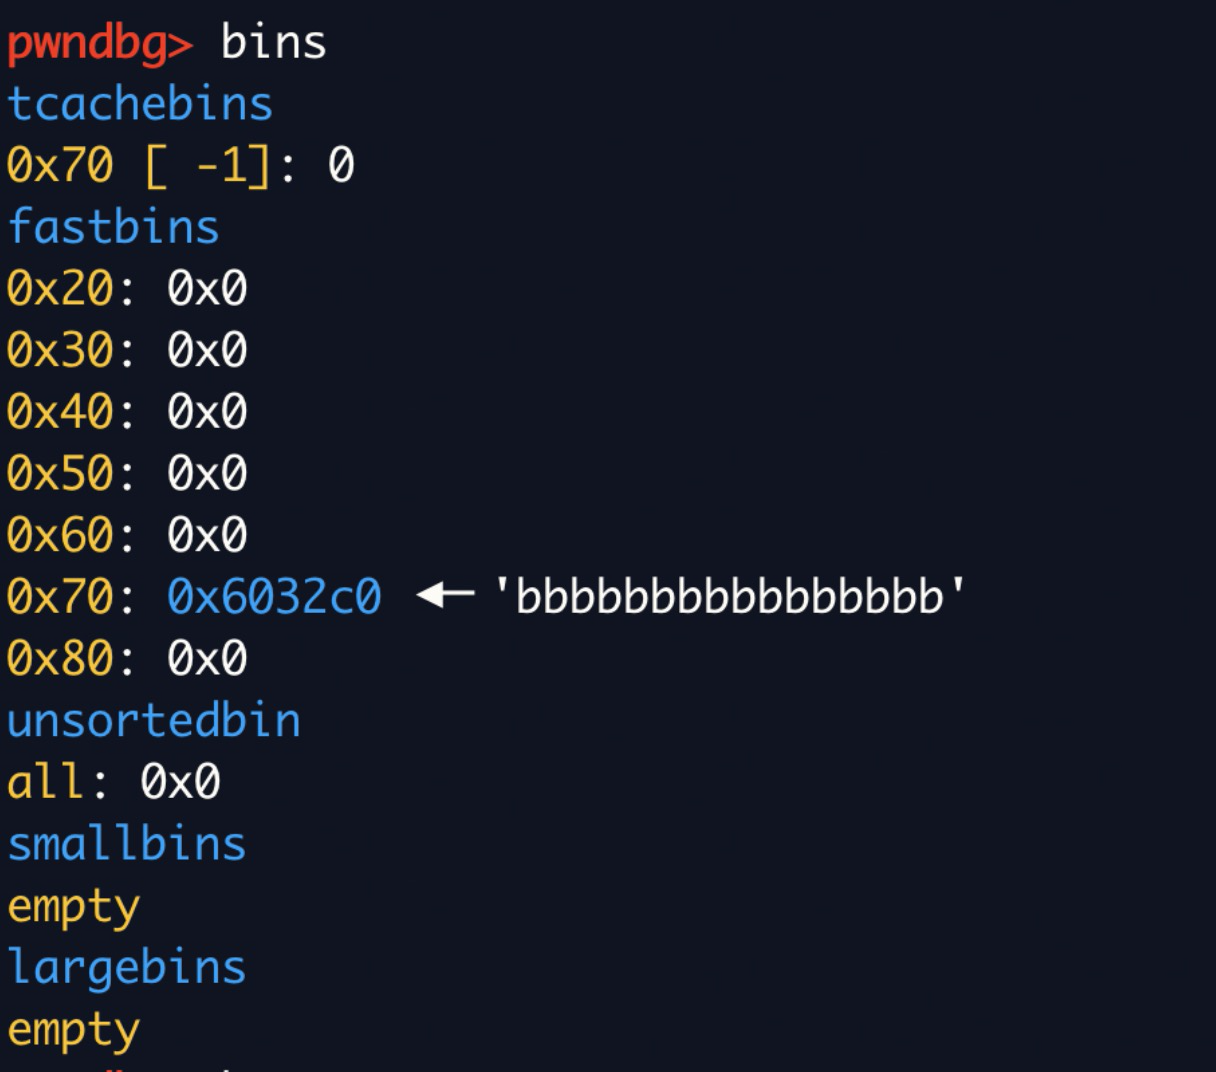 pwndbg> bins
tcachebins
0x70 [ -1]: 0
fastbins
0x20: 0x0
0x30: 0x0
0x40: 0x0
0x50: 0x0
0x60: 0x0
0x70: 0x6032c0 ◂— 'bbbbbbbbbbbbbbbb'
0x80: 0x0
unsortedbin
all: 0x0
smallbins
empty
largebins
empty